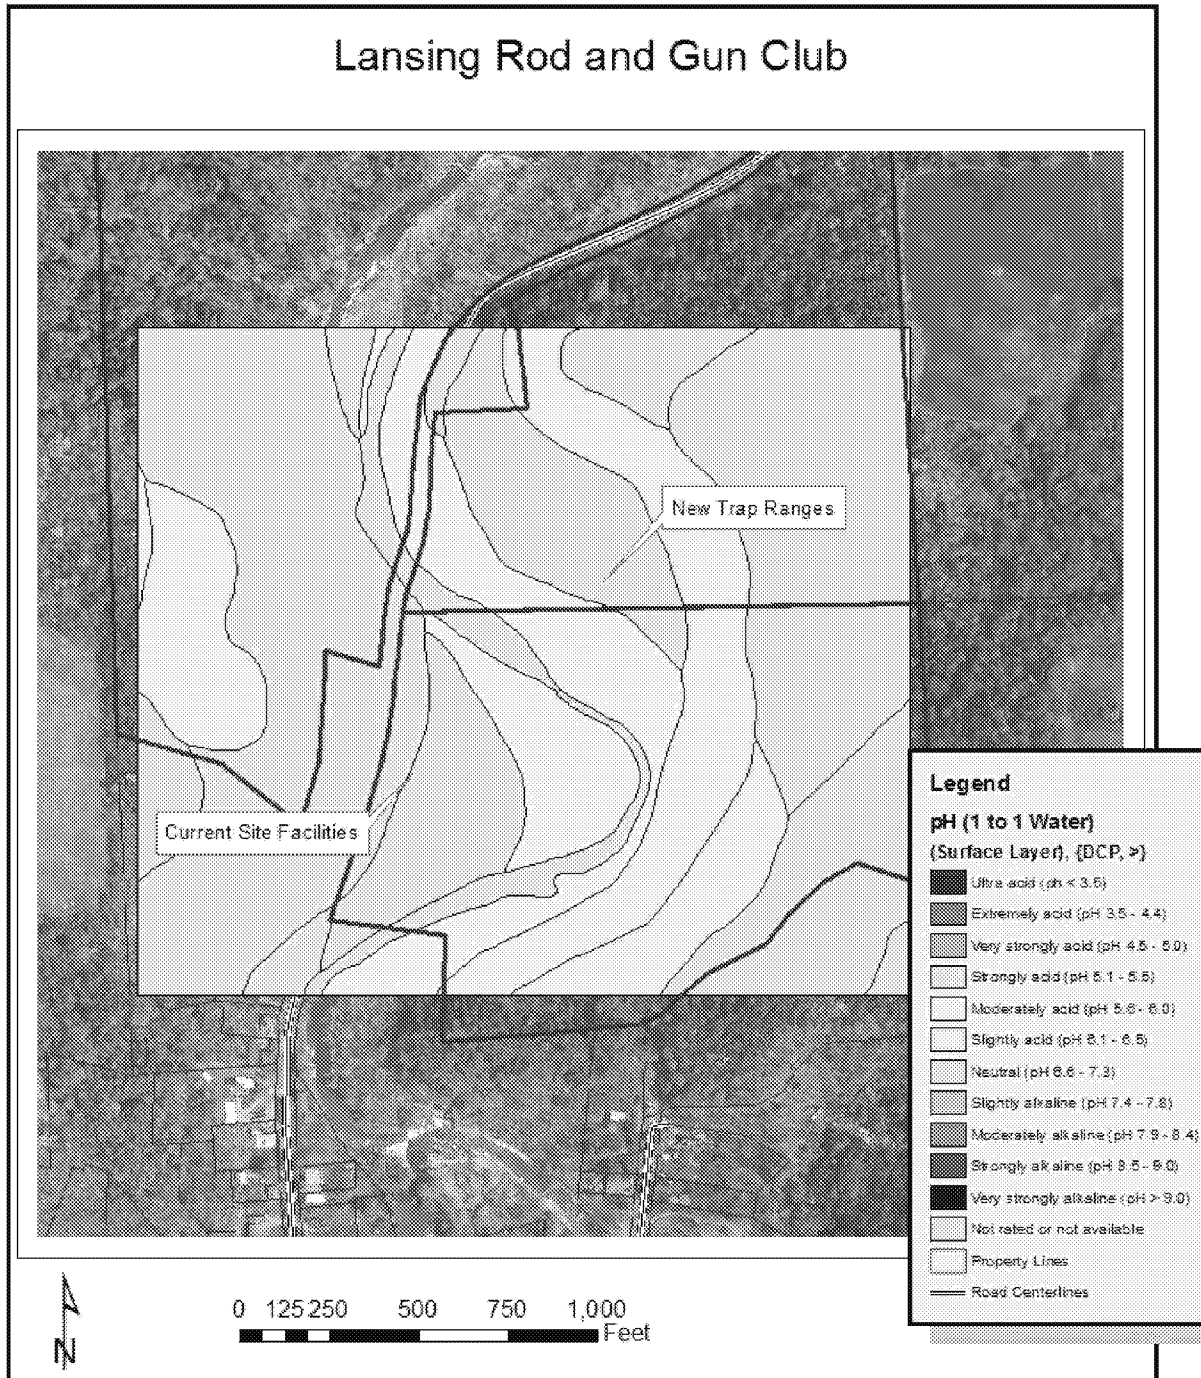 Lansing Rod and Gun Club
New Trap Ranges
Current Site Facilities
Legend
pH (1 to 1 Water)
(Surface Layer), {DCP, >}
Ultra acid (ph < 3.5)
Extremely acid (pH 3.5 - 4.4)
Very strongly acid (pH 4.5 - 5.0)
Strongly acid (pH 5.1 - 5.5)
Moderately acid (pH 5.6 - 6.0)
Slightly acid (pH 6.1 - 6.5)
Neutral (pH 6.6 - 7.3)
Slightly alkaline (pH 7.4 - 7.8)
Moderately alkaline (pH 7.9 - 8.4)
Strongly alkaline (pH 8.5 - 9.0)
Very strongly alkaline (pH > 9.0)
Not rated or not available
Property Lines
Road Centerlines
0 125 250 500 750 1,000
Feet
N